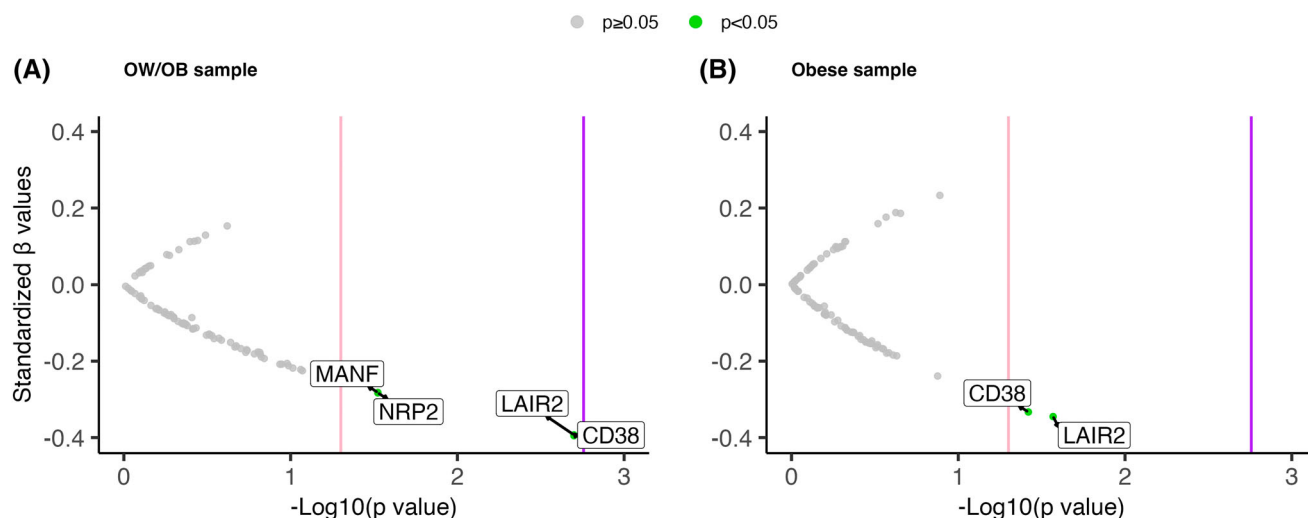 p≥0.05 p<0.05
(A) OW/OB sample
Standardized β values
0.4
0.2
0.0
-0.2
-0.4
MANF
NRP2
LAIR2
CD38
0 1 2 3
-Log10(p value)
(B) Obese sample
0.4
0.2
0.0
-0.2
-0.4
CD38
LAIR2
0 1 2 3
-Log10(p value)